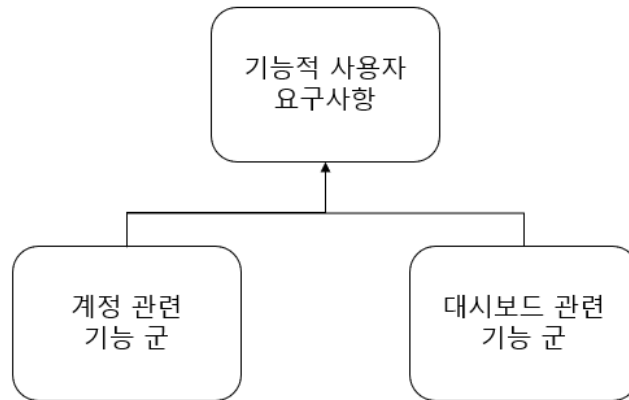 기능적 사용자
요구사항
계정 관련
기능 군
대시보드 관련
기능 군